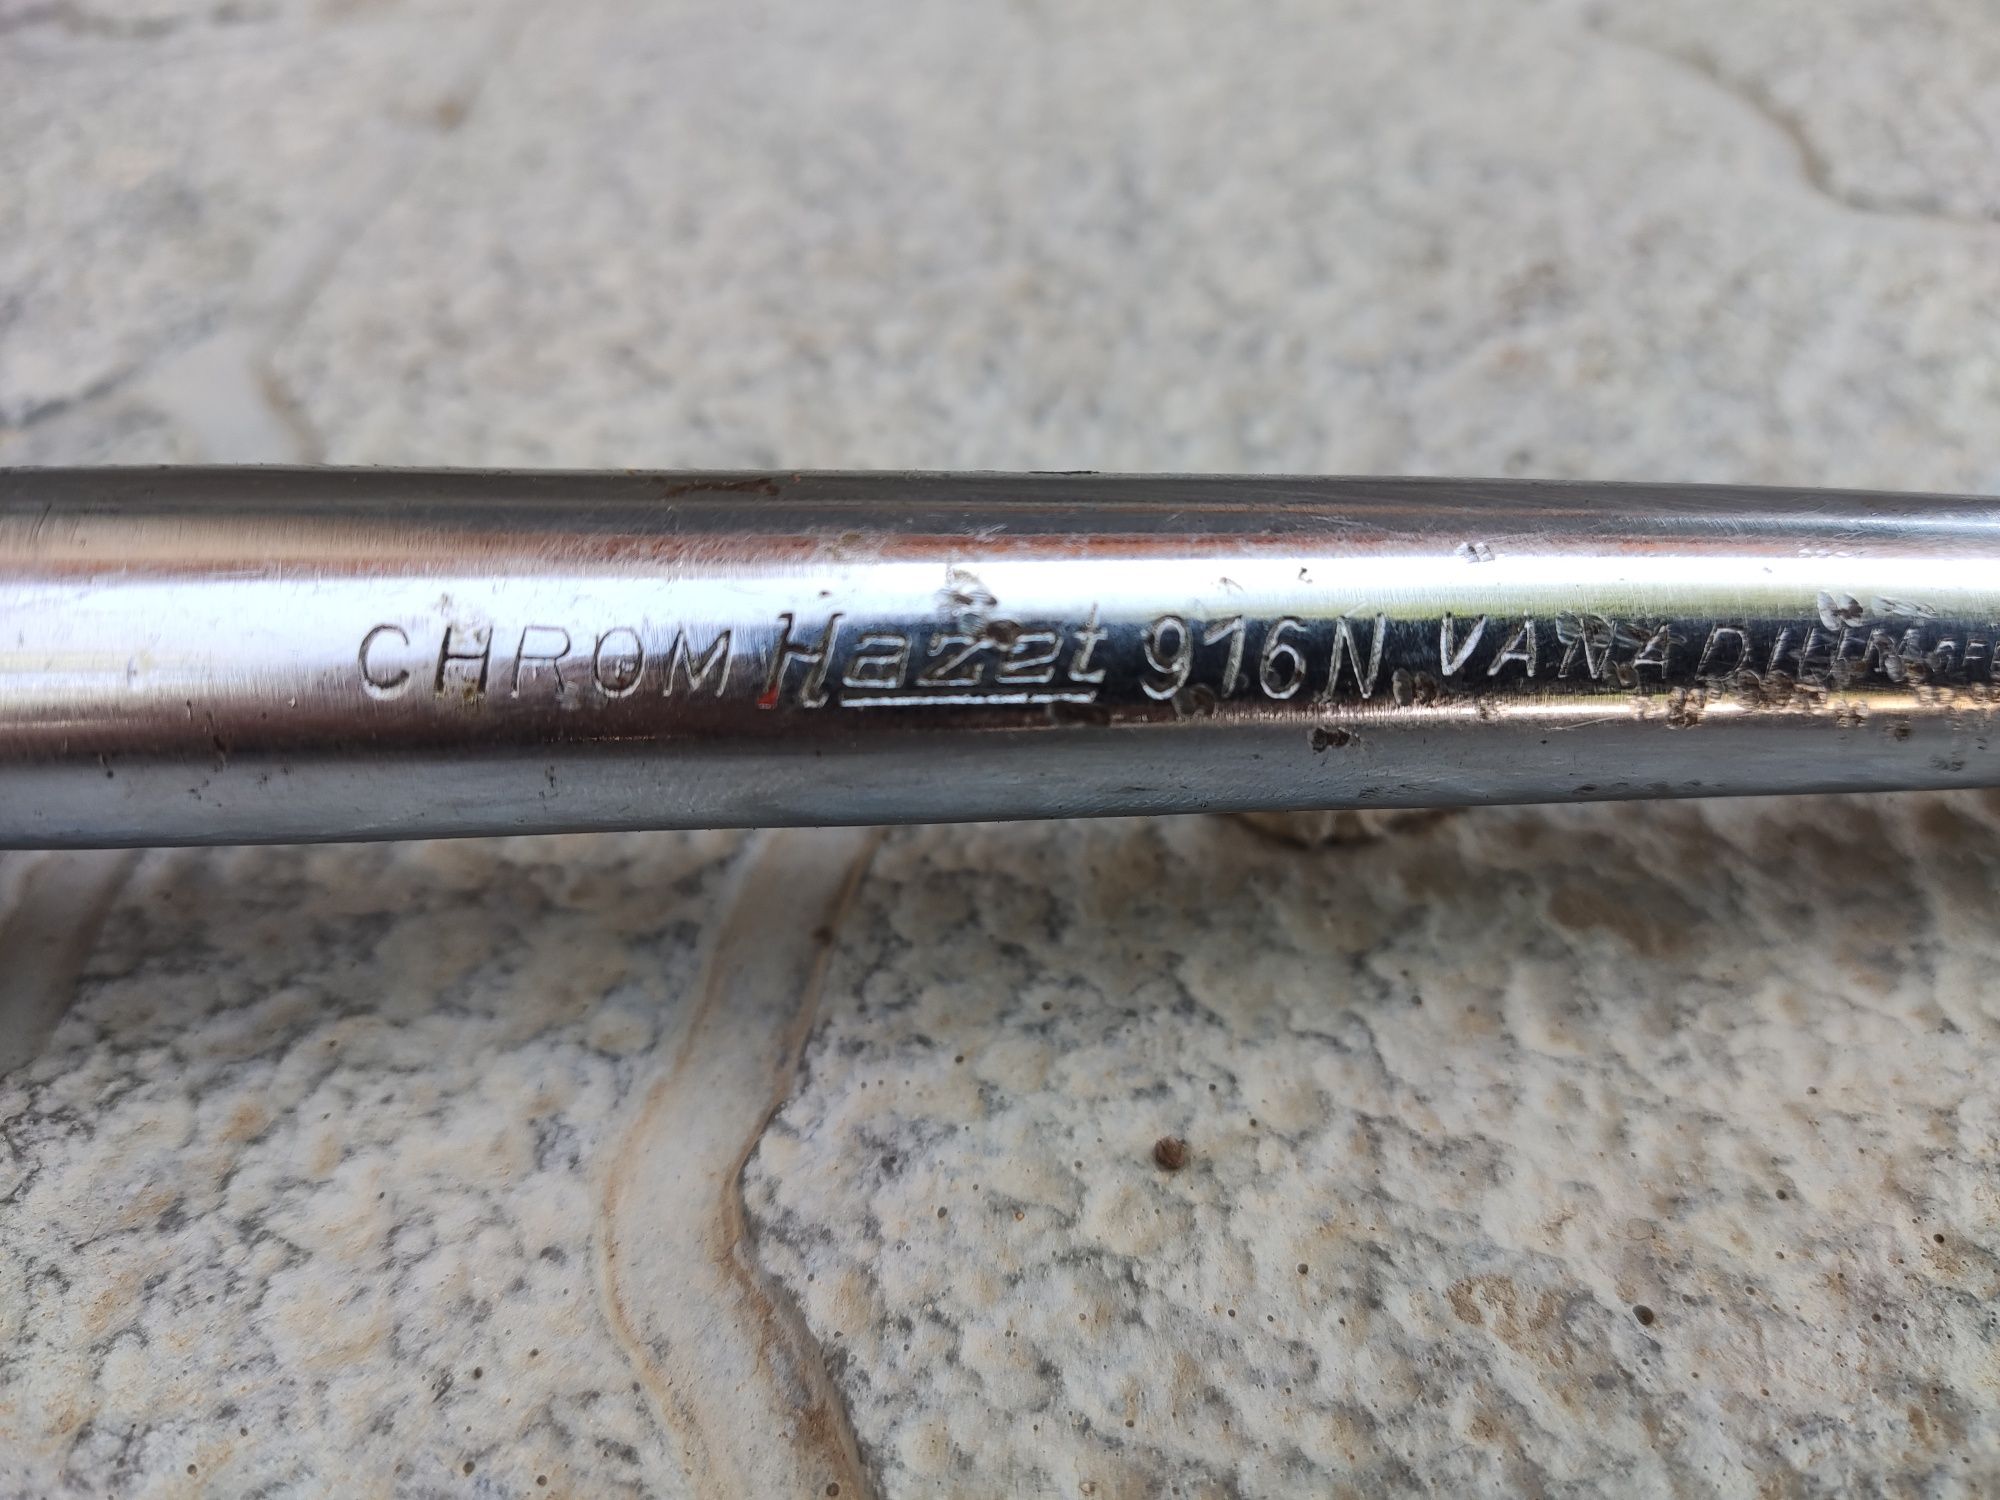 CHROM Hazet 916N VANADIUM